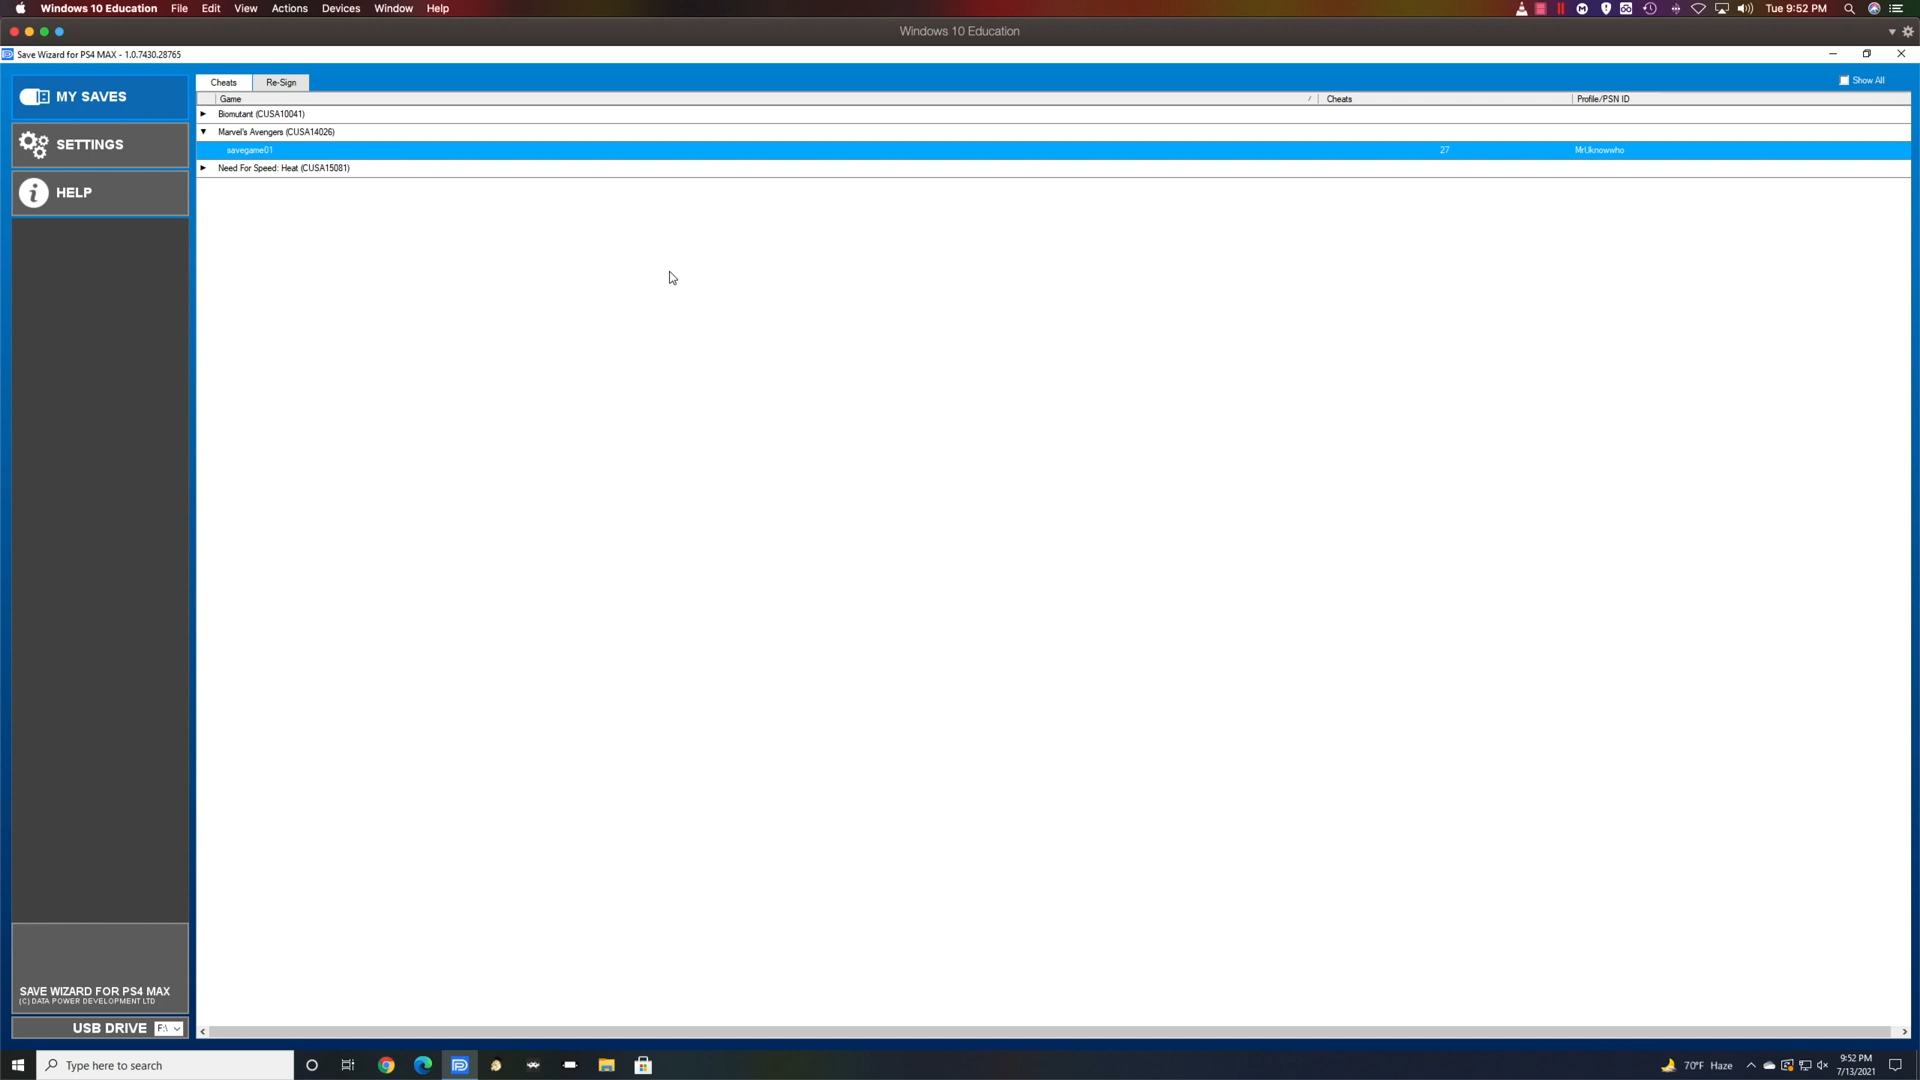 Windows 10 Education File Edit View Actions Devices Window Help Tue 9:52 PM
Windows 10 Education
Save Wizard for PS4 MAX - 1.0.7430.28765
MY SAVES
SETTINGS
HELP
Cheats Re-Sign Show All
Game Cheats Profile/PSN ID
Biomutant (CUSA10041)
Marvel's Avengers (CUSA14026)
savegame01 27 MrUknowwho
Need For Speed: Heat (CUSA15081)
SAVE WIZARD FOR PS4 MAX
(C) DATA POWER DEVELOPMENT LTD
USB DRIVE F:\
Type here to search
70°F Haze
9:52 PM
7/13/2021